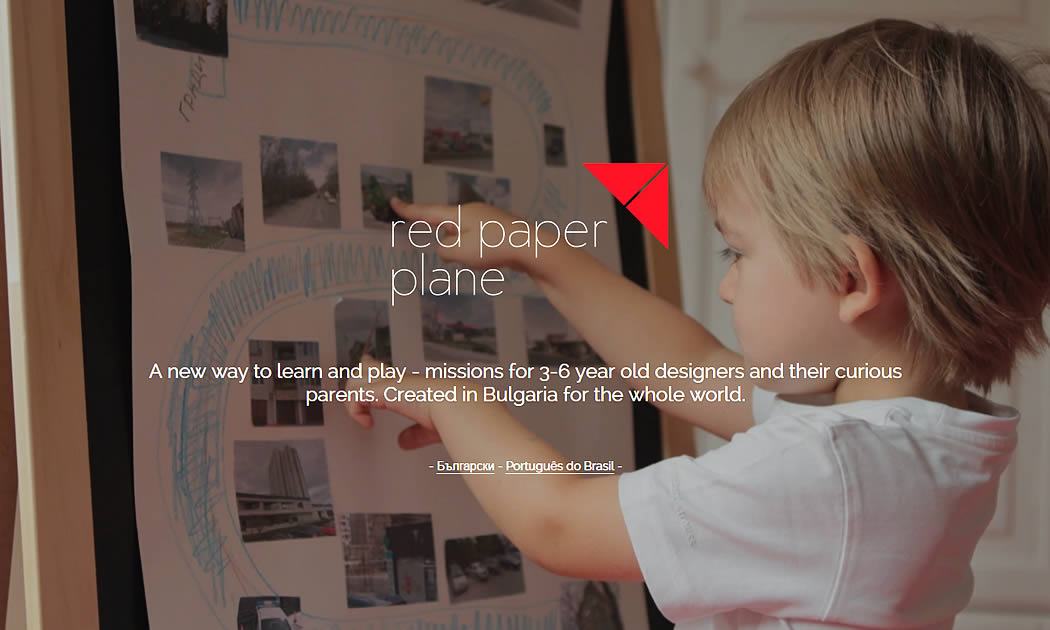 red paper
plane
A new way to learn and play - missions for 3-6 year old designers and their curious
parents. Created in Bulgaria for the whole world.
- Български - Português do Brasil -